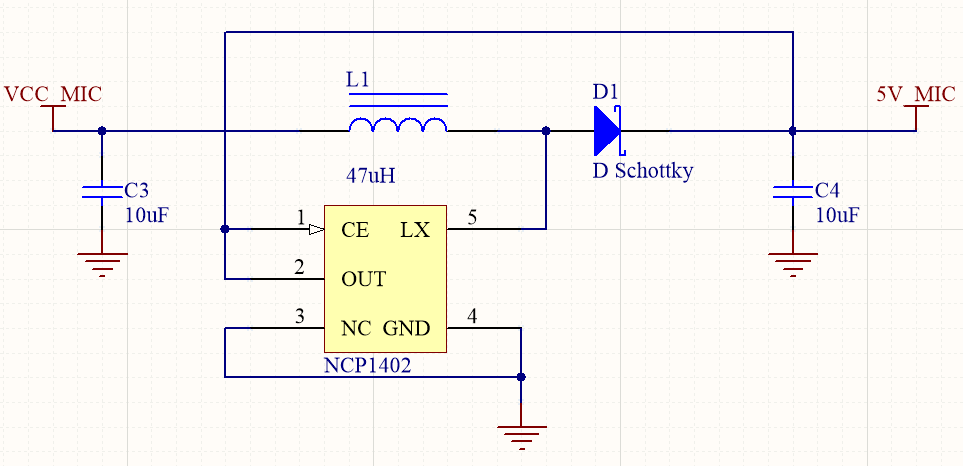 L1
VCC_MIC
D1
5V_MIC
47uH
D Schottky
C3
10uF
C4
10uF
1
CE
LX
5
2
OUT
3
NC
GND
4
NCP1402